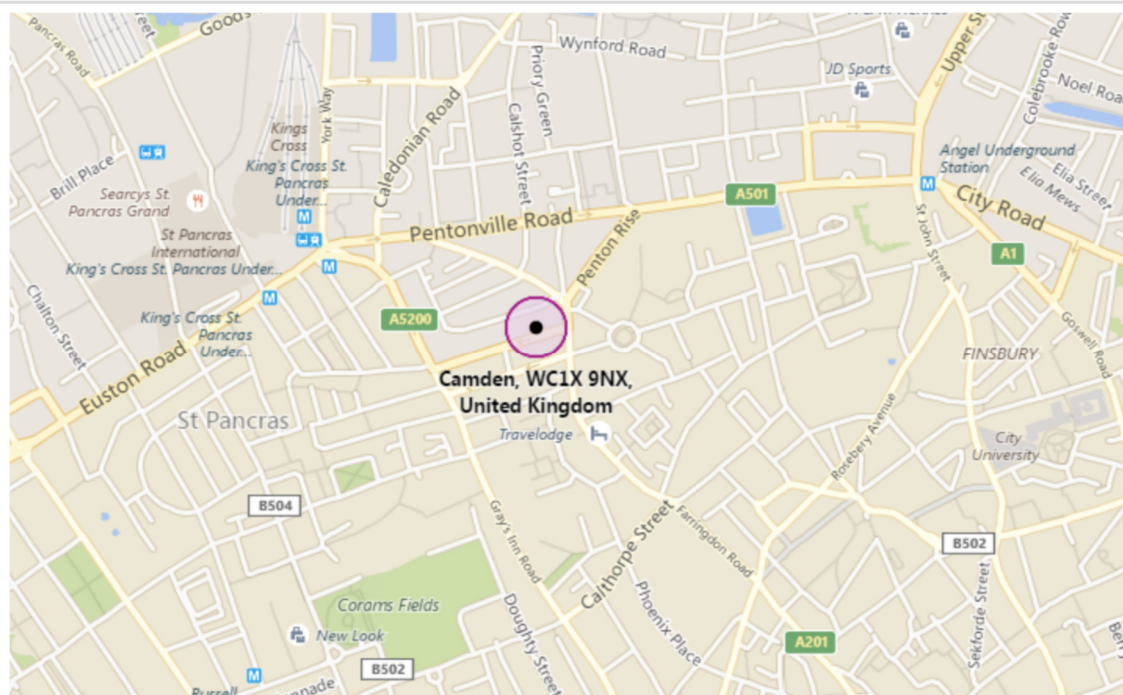 Pancras Road
Goods
Wynford Road
Priory Green
Calshot Street
JD Sports
Upper
Colebrooke Row
Noel Roa
Kings
Cross
York Way
Caledonian Road
King's Cross St.
Pancras
Under...
Brill Place
Searcys St.
Pancras Grand
St Pancras
International
King's Cross St. Pancras Under...
Pentonville Road
Penton Rise
A501
Angel Underground
Station
Elia Street
Elia Mews
City Road
St John Street
A1
Chalton Street
King's Cross St.
Pancras
Under...
A5200
Goswell Road
Euston Road
Camden, WC1X 9NX,
United Kingdom
FINSBURY
St Pancras
Travelodge
Rosebery Avenue
City
University
B504
Gray's Inn Road
Farringdon Road
Calthorpe Street
B502
Corams Fields
New Look
Doughty Street
Phoenix Place
Sekforde Street
A201
B502
Russell
M
M
M
M
M